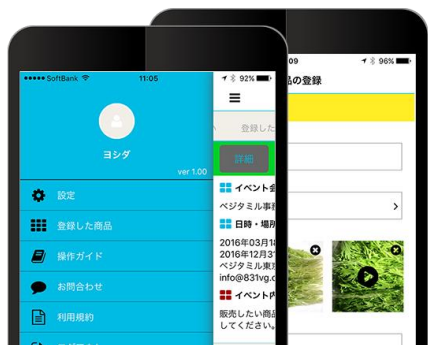 SoftBank
11:05
92%
ヨシダ
ver 1.00
設定
登録した商品
操作ガイド
お問合わせ
利用規約
登録した
詳細
イベント会
ベジタミル事務
日時・場所
2016年03月18
2016年12月31
ベジタミル東京
info@831vg.c
イベント内
販売したい商品
してください。
09
96%
品の登録